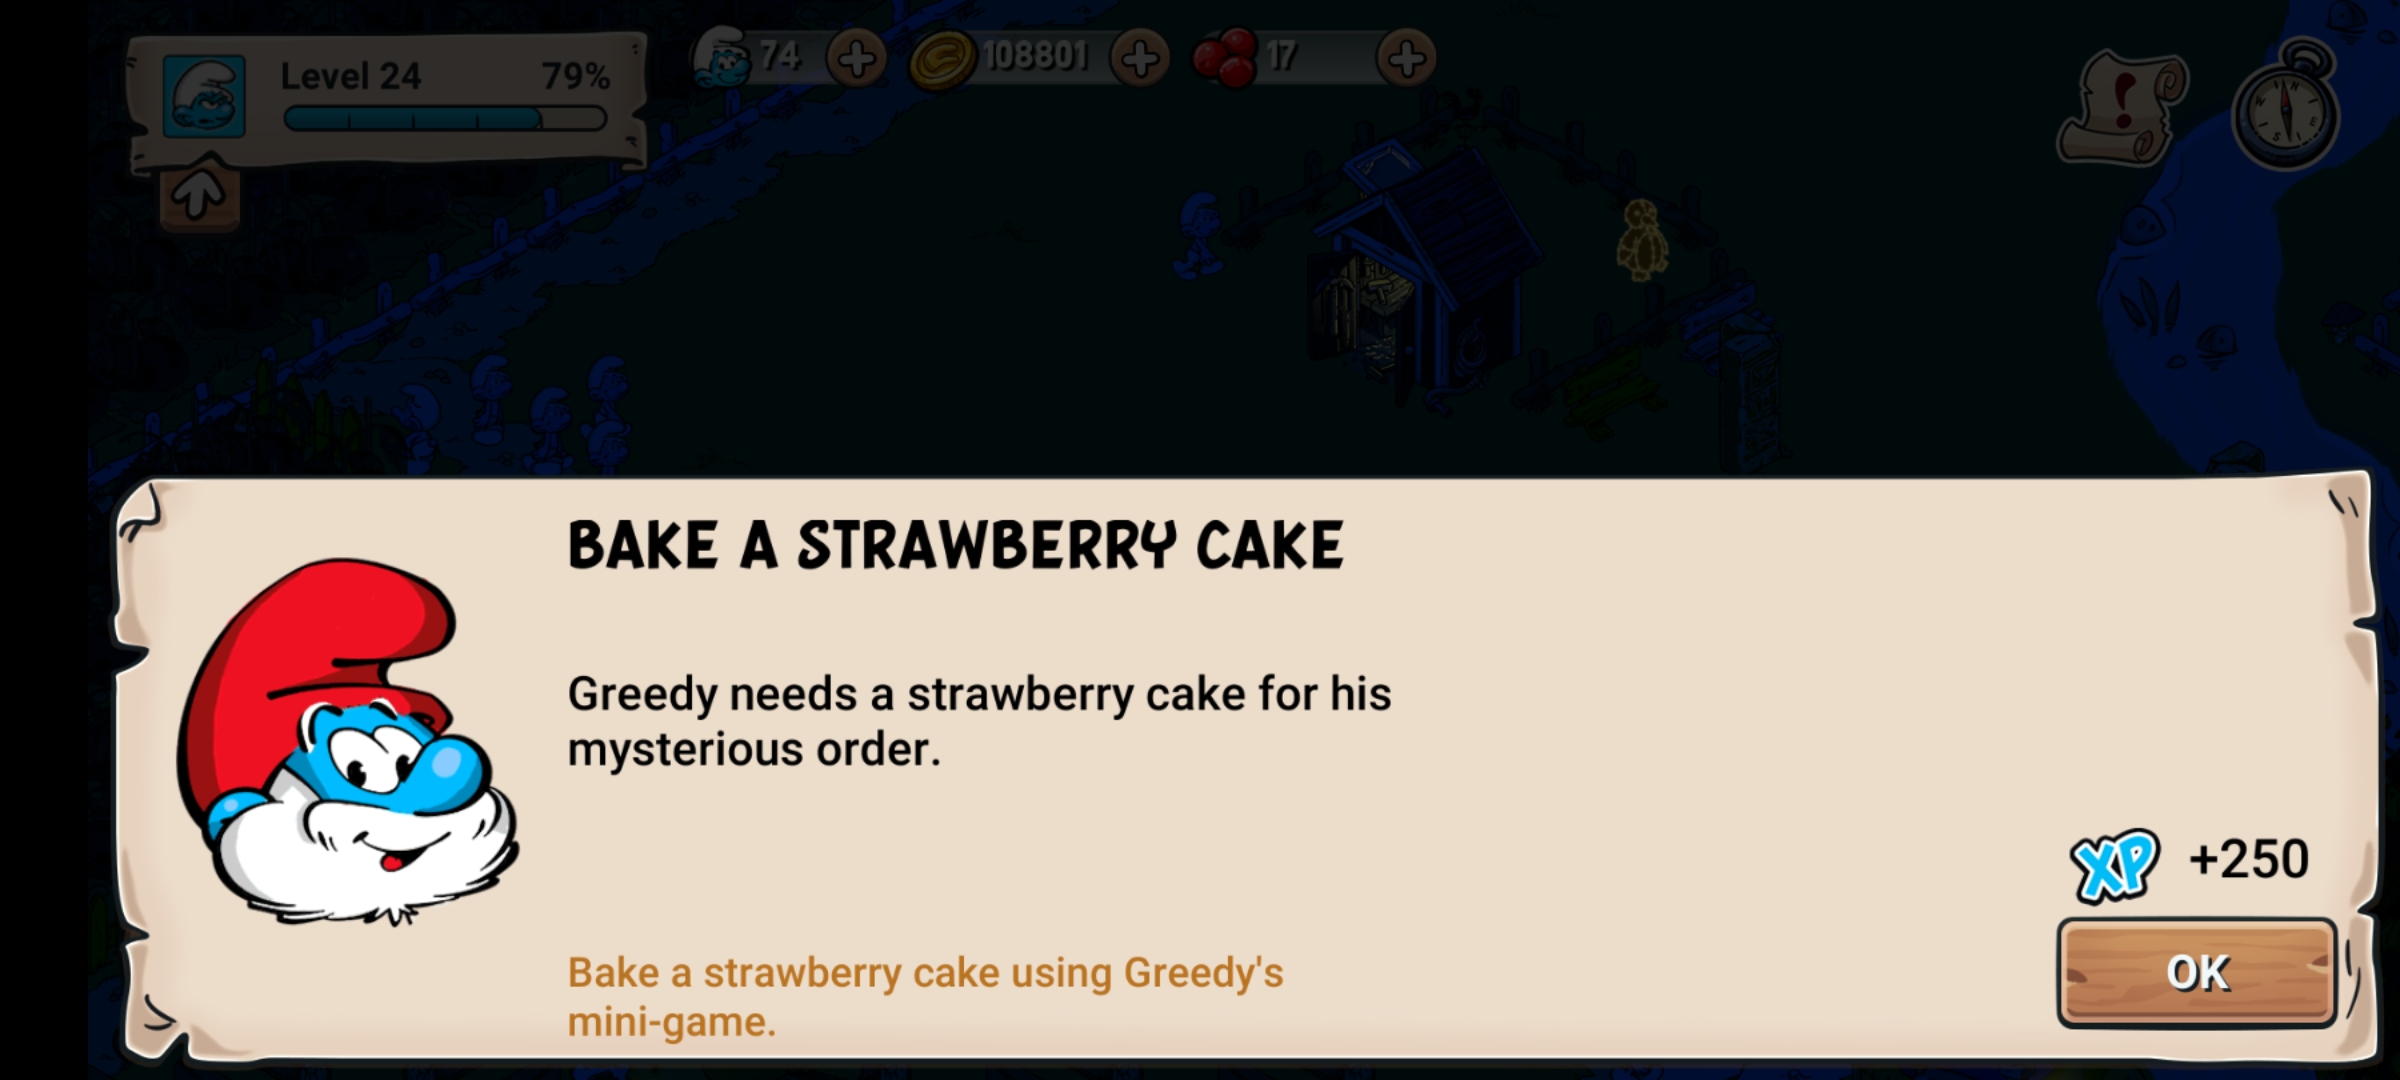 Level 24 79%
74
108801
17
BAKE A STRAWBERRY CAKE
Greedy needs a strawberry cake for his
mysterious order.
XP +250
Bake a strawberry cake using Greedy's
mini-game.
OK